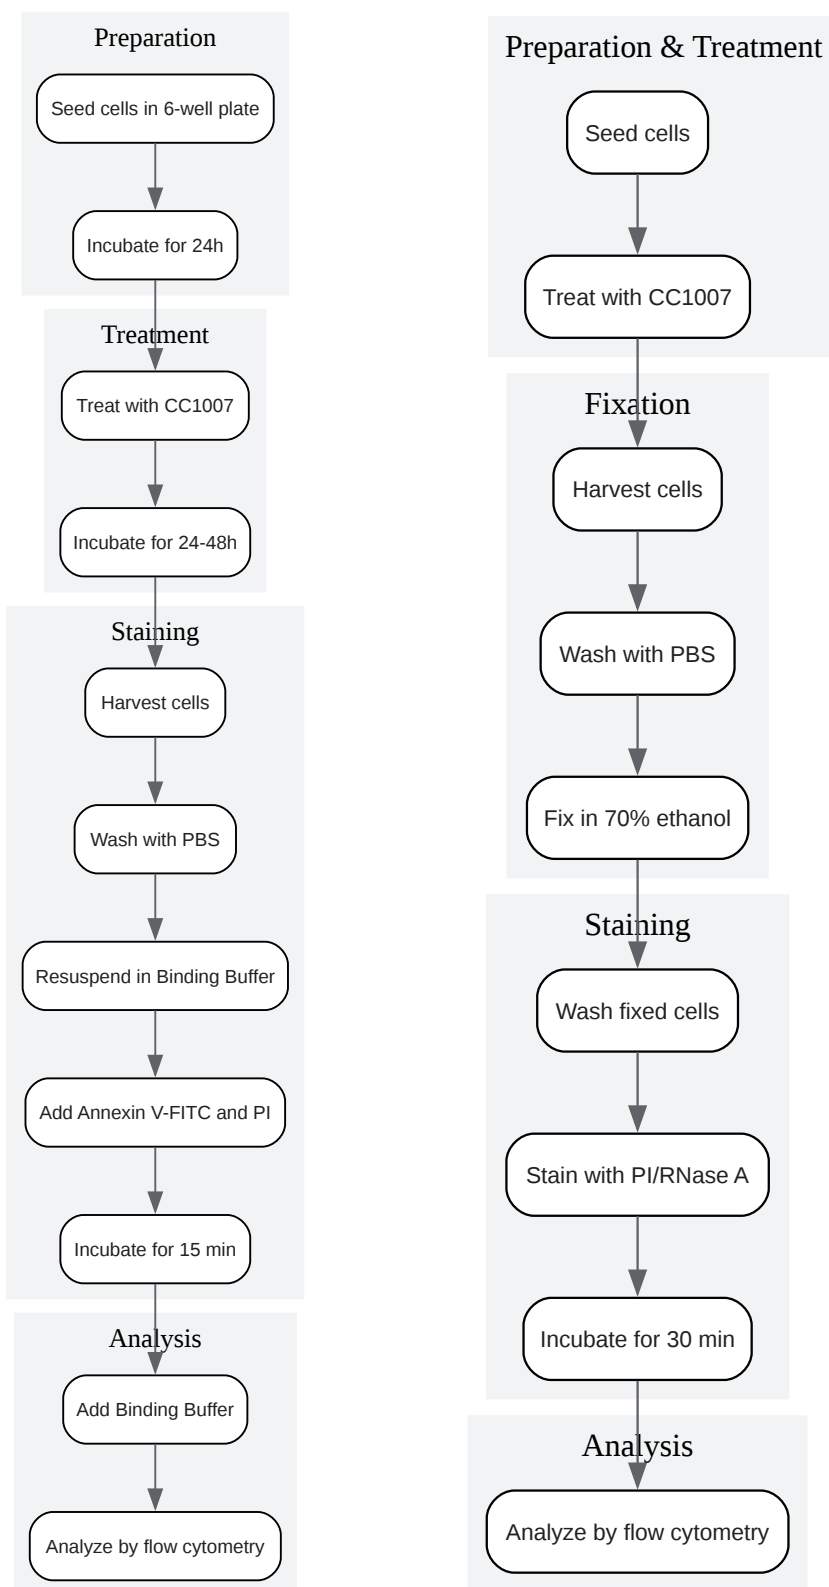 Preparation
Seed cells in 6-well plate
Incubate for 24h
Treatment
Treat with CC1007
Incubate for 24-48h
Staining
Harvest cells
Wash with PBS
Resuspend in Binding Buffer
Add Annexin V-FITC and PI
Incubate for 15 min
Analysis
Add Binding Buffer
Analyze by flow cytometry
Preparation & Treatment
Seed cells
Treat with CC1007
Fixation
Harvest cells
Wash with PBS
Fix in 70% ethanol
Staining
Wash fixed cells
Stain with PI/RNase A
Incubate for 30 min
Analysis
Analyze by flow cytometry